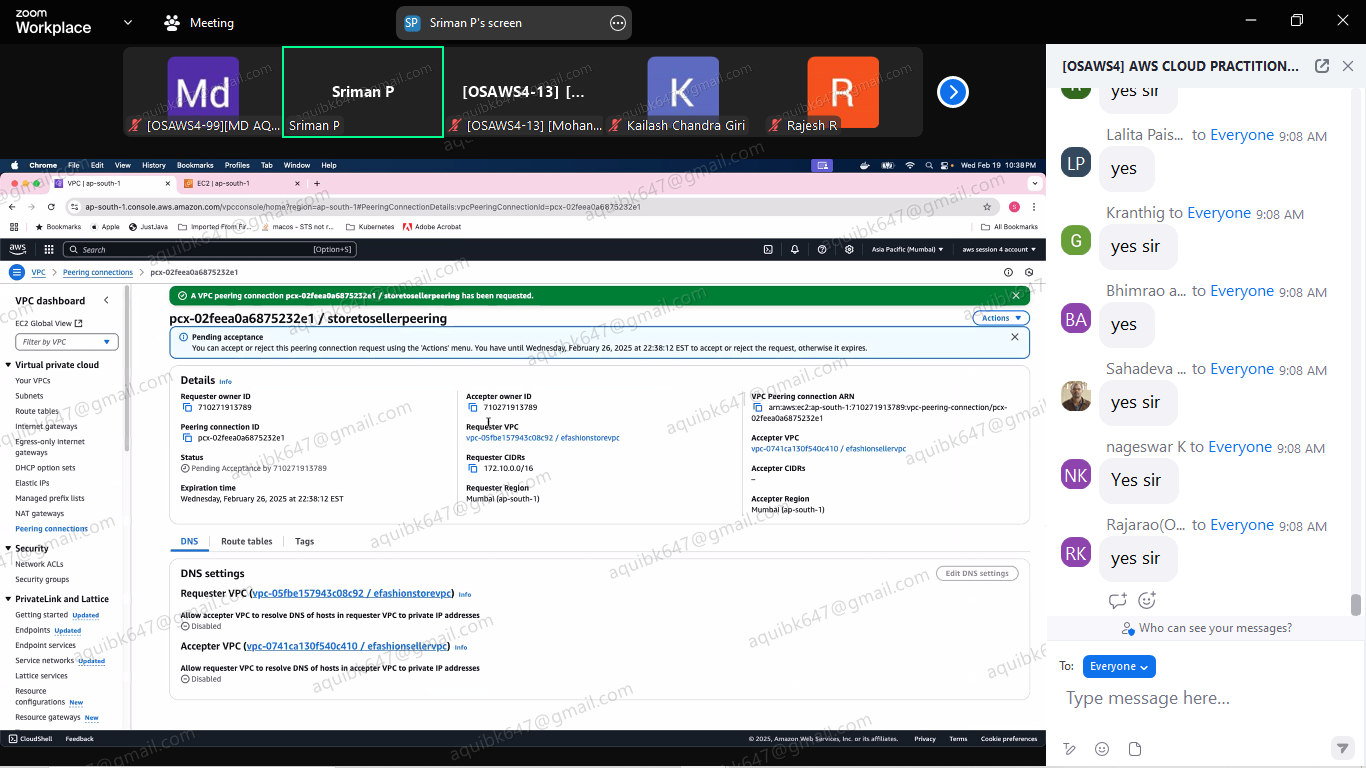 zoom
Workplace
Meeting
SP
Sriman P's screen
Md
[OSAWS4-99][MD AQ...
Sriman P
Sriman P
[OSAWS4-13] [...
[OSAWS4-13] [Mohan...
K
Kailash Chandra Giri
R
Rajesh R
Chrome File Edit View History Bookmarks Profiles Tab Window Help
Wed Feb 19 10:38 PM
VPC | ap-south-1
EC2 | ap-south-1
ap-south-1.console.aws.amazon.com/vpcconsole/home?region=ap-south-1#PeeringConnectionDetails:vpcPeeringConnectionId=pcx-02feea0a6875232e1
S
Bookmarks Apple JustJava Imported From Fir... macos - STS not r... Kubernetes Adobe Acrobat
All Bookmarks
aws
Search
[Option+S]
Asia Pacific (Mumbai)
aws session 4 account
VPC
Peering connections
pcx-02feea0a6875232e1
VPC dashboard
EC2 Global View
Filter by VPC
Virtual private cloud
Your VPCs
Subnets
Route tables
Internet gateways
Egress-only internet
gateways
DHCP option sets
Elastic IPs
Managed prefix lists
NAT gateways
Peering connections
Security
Network ACLs
Security groups
PrivateLink and Lattice
Getting started Updated
Endpoints Updated
Endpoint services
Service networks Updated
Lattice services
Resource
configurations New
Resource gateways New
A VPC peering connection pcx-02feea0a6875232e1 / storetosellerpeering has been requested.
pcx-02feea0a6875232e1 / storetosellerpeering
Actions
Pending acceptance
You can accept or reject this peering connection request using the 'Actions' menu. You have until Wednesday, February 26, 2025 at 22:38:12 EST to accept or reject the request, otherwise it expires.
Details Info
Requester owner ID
710271913789
Peering connection ID
pcx-02feea0a6875232e1
Status
Pending Acceptance by 710271913789
Expiration time
Wednesday, February 26, 2025 at 22:38:12 EST
Accepter owner ID
710271913789
Requester VPC
vpc-05fbe157943c08c92 / efashionstorevpc
Requester CIDRs
172.10.0.0/16
Requester Region
Mumbai (ap-south-1)
VPC Peering connection ARN
arn:aws:ec2:ap-south-1:710271913789:vpc-peering-connection/pcx-
02feea0a6875232e1
Accepter VPC
vpc-0741ca130f540c410 / efashionsellervpc
Accepter CIDRs
–
Accepter Region
Mumbai (ap-south-1)
DNS
Route tables
Tags
DNS settings
Edit DNS settings
Requester VPC (vpc-05fbe157943c08c92 / efashionstorevpc) Info
Allow accepter VPC to resolve DNS of hosts in requester VPC to private IP addresses
Disabled
Accepter VPC (vpc-0741ca130f540c410 / efashionsellervpc) Info
Allow requester VPC to resolve DNS of hosts in accepter VPC to private IP addresses
Disabled
CloudShell Feedback
© 2025, Amazon Web Services, Inc. or its affiliates. Privacy Terms Cookie preferences
aquibk647@gmail.com
[OSAWS4] AWS CLOUD PRACTITION...
yes sir
Lalita Pais... to Everyone 9:08 AM
LP
yes
Kranthig to Everyone 9:08 AM
G
yes sir
Bhimrao a... to Everyone 9:08 AM
BA
yes
Sahadeva ... to Everyone 9:08 AM
yes sir
nageswar K to Everyone 9:08 AM
NK
Yes sir
Rajarao(O... to Everyone 9:08 AM
RK
yes sir
Who can see your messages?
To: Everyone
Type message here...